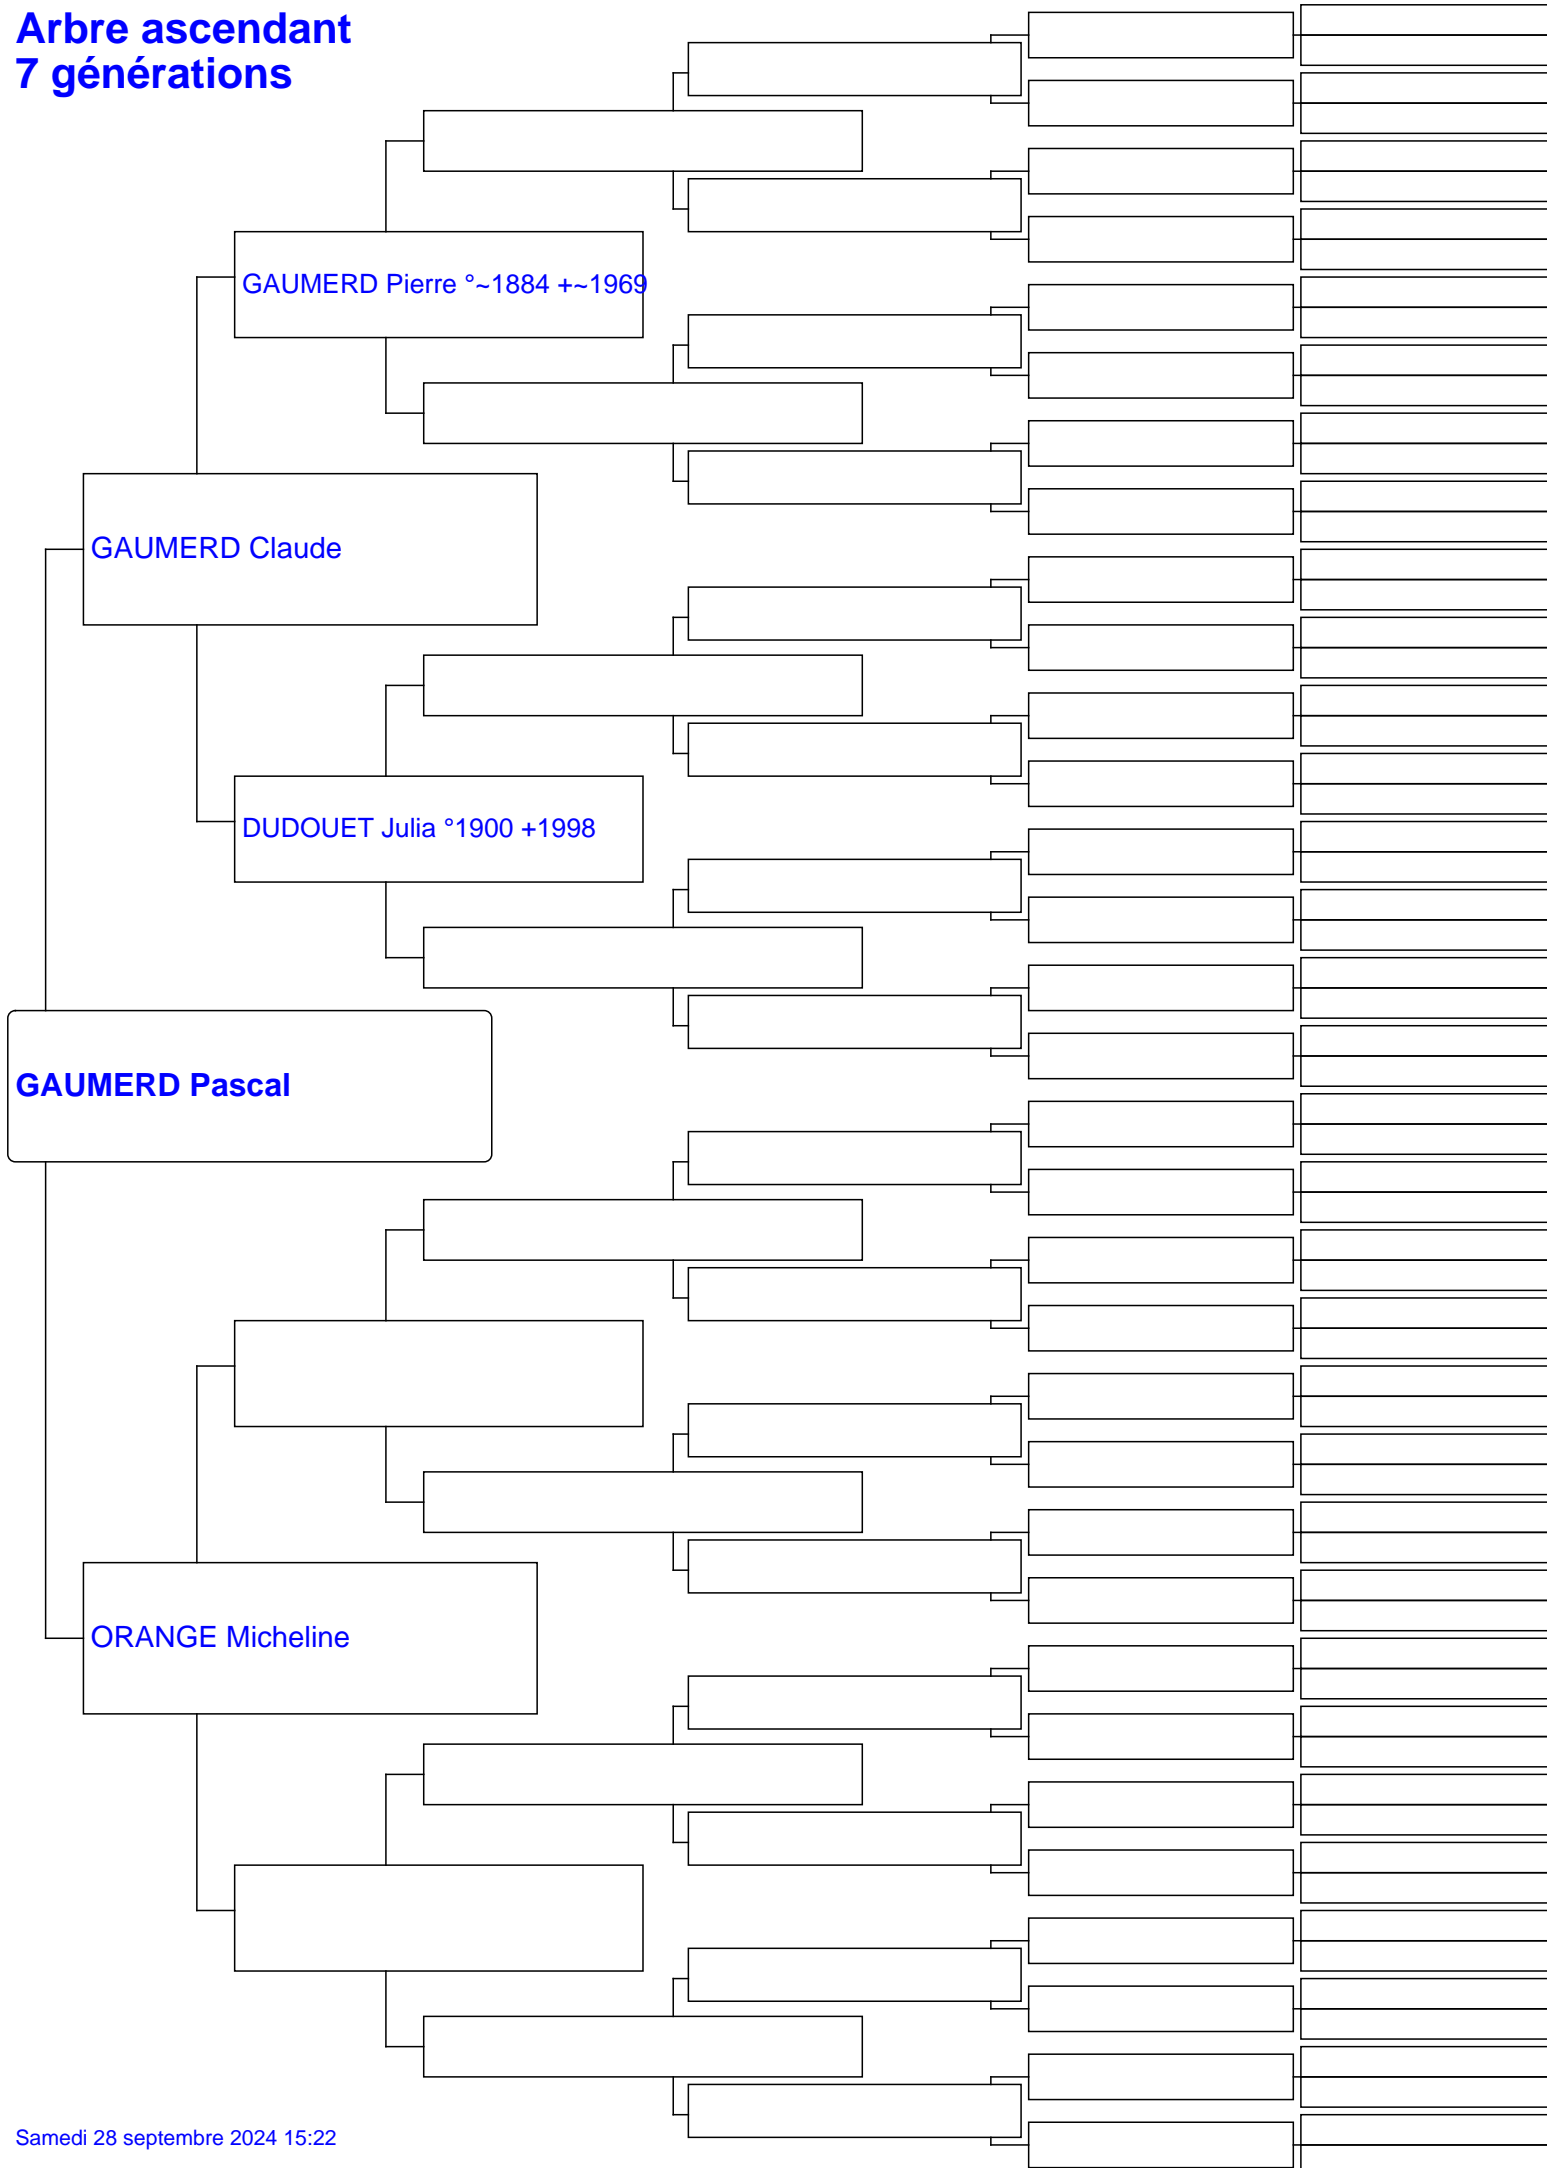 Arbre ascendant
7 générations
GAUMERD Pierre °~1884 +~1969
GAUMERD Claude
DUDOUET Julia °1900 +1998
GAUMERD Pascal
ORANGE Micheline
Samedi 28 septembre 2024 15:22